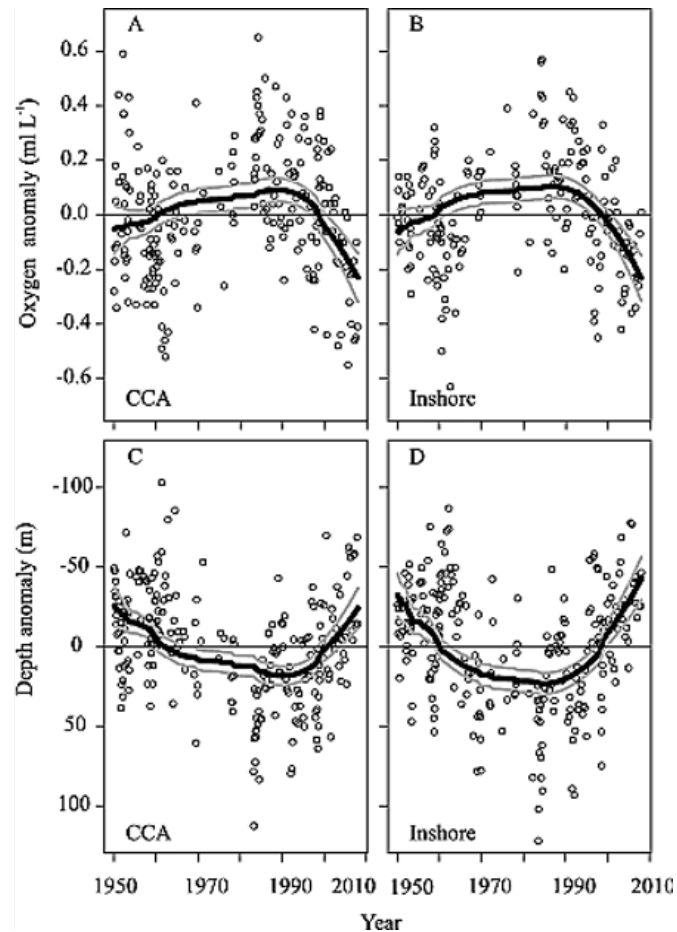 A
B
0.6
0.4
0.2
0.0
-0.2
-0.4
-0.6
Oxygen anomaly (ml L⁻¹)
CCA
Inshore
C
D
-100
-50
0
50
100
Depth anomaly (m)
CCA
Inshore
1950 1970 1990 2010
1950 1970 1990 2010
Year